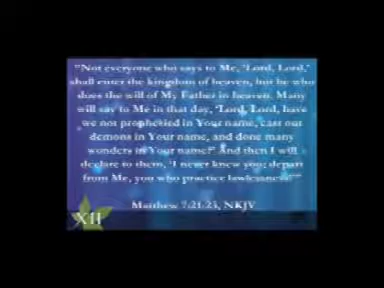 "Not everyone who says to Me, 'Lord, Lord,'
shall enter the kingdom of heaven, but he who
does the will of My Father in heaven. Many
will say to Me in that day, 'Lord, Lord, have
we not prophesied in Your name, cast out
demons in Your name, and done many
wonders in Your name?' And then I will
declare to them, 'I never knew you; depart
from Me, you who practice lawlessness!'"
Matthew 7:21-23, NKJV
XII